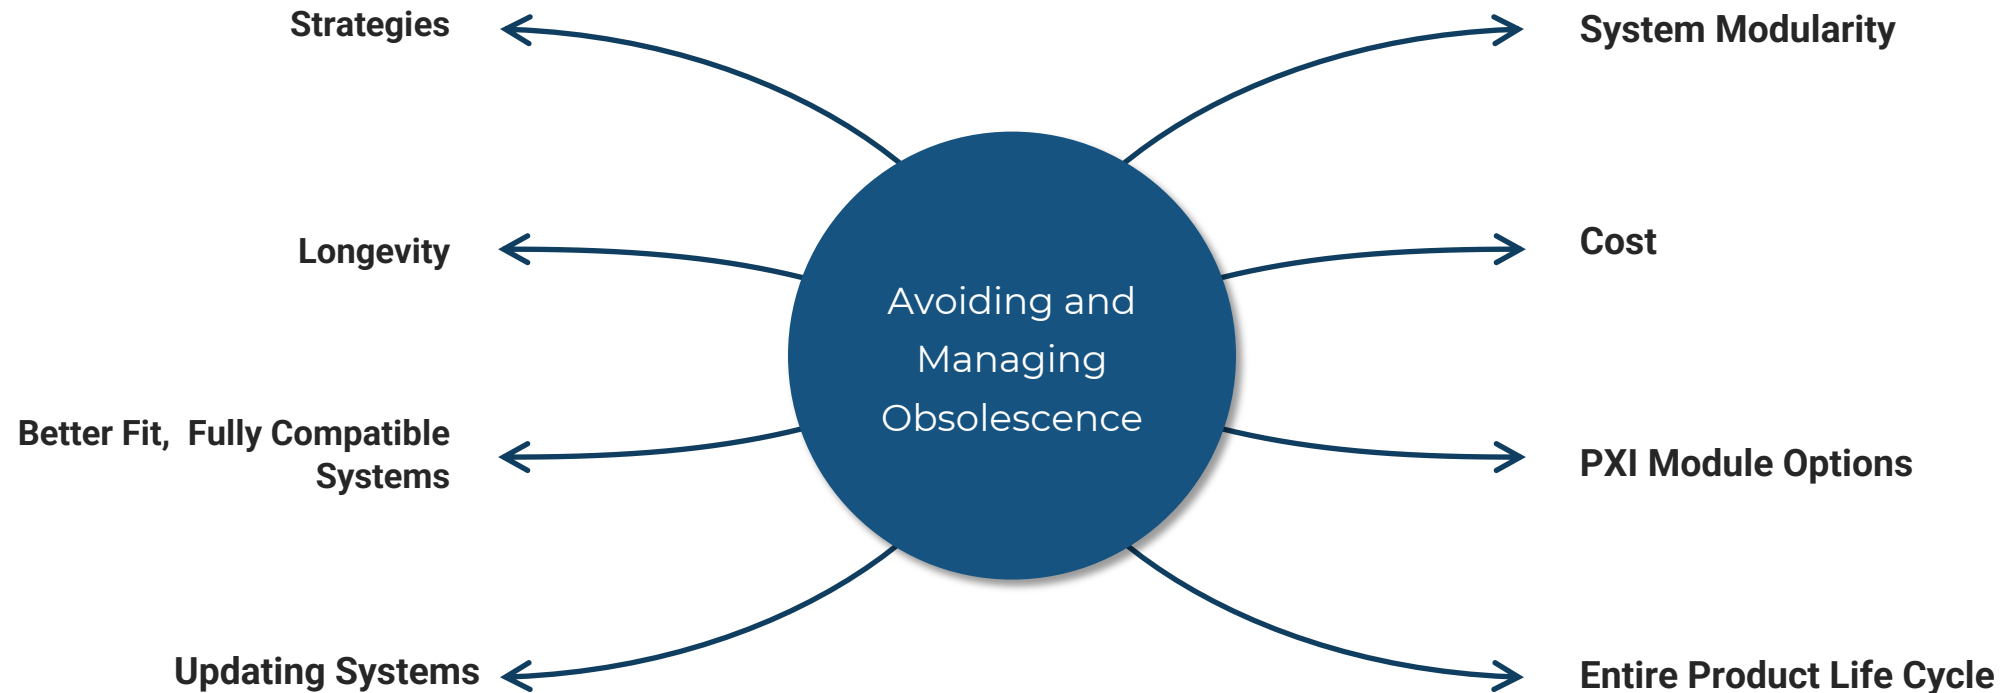 Strategies
Longevity
Better Fit,  Fully Compatible
Systems
Updating Systems
Avoiding and
Managing
Obsolescence
System Modularity
Cost
PXI Module Options
Entire Product Life Cycle